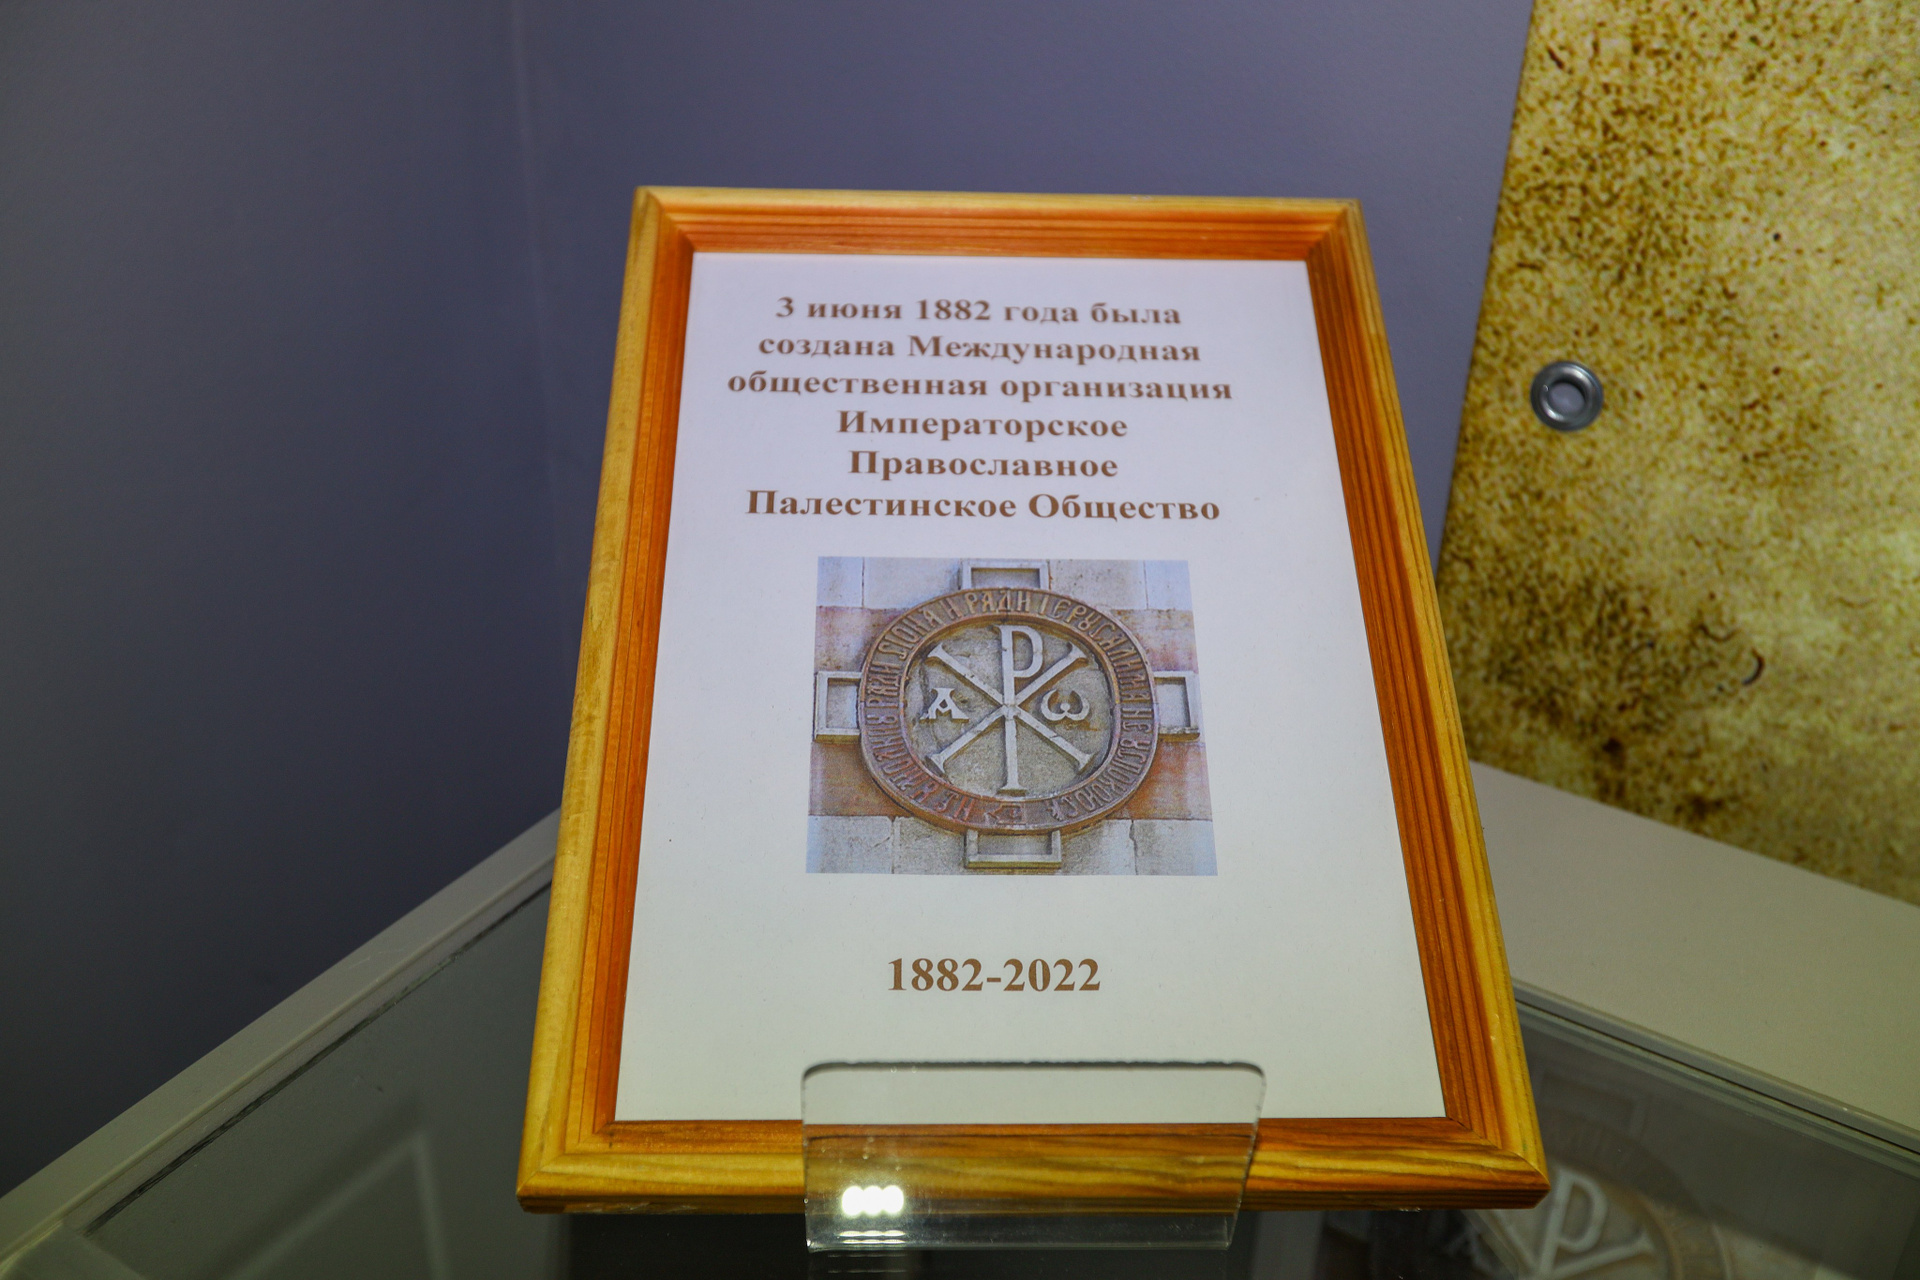 3 июня 1882 года была
создана Международная
общественная организация
Императорское
Православное
Палестинское Общество
А Р Ѡ
1882-2022